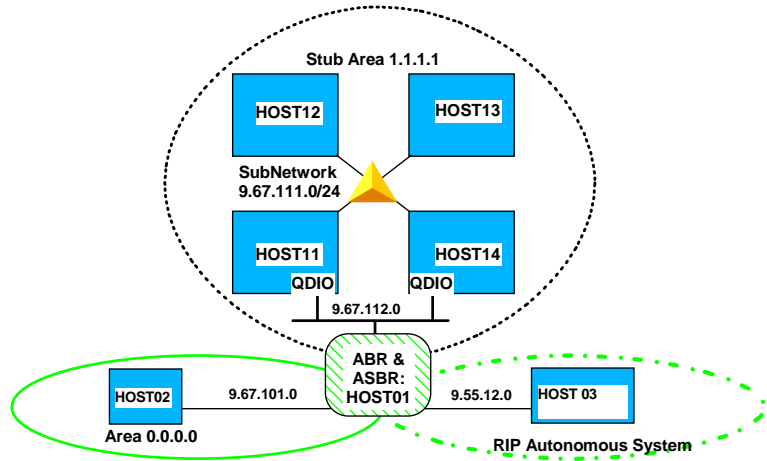 Stub Area 1.1.1.1
HOST12
HOST13
SubNetwork
9.67.111.0/24
HOST11
HOST14
QDIO
QDIO
9.67.112.0
ABR &
ASBR:
HOST01
HOST02
9.67.101.0
9.55.12.0
HOST 03
Area 0.0.0.0
RIP Autonomous System